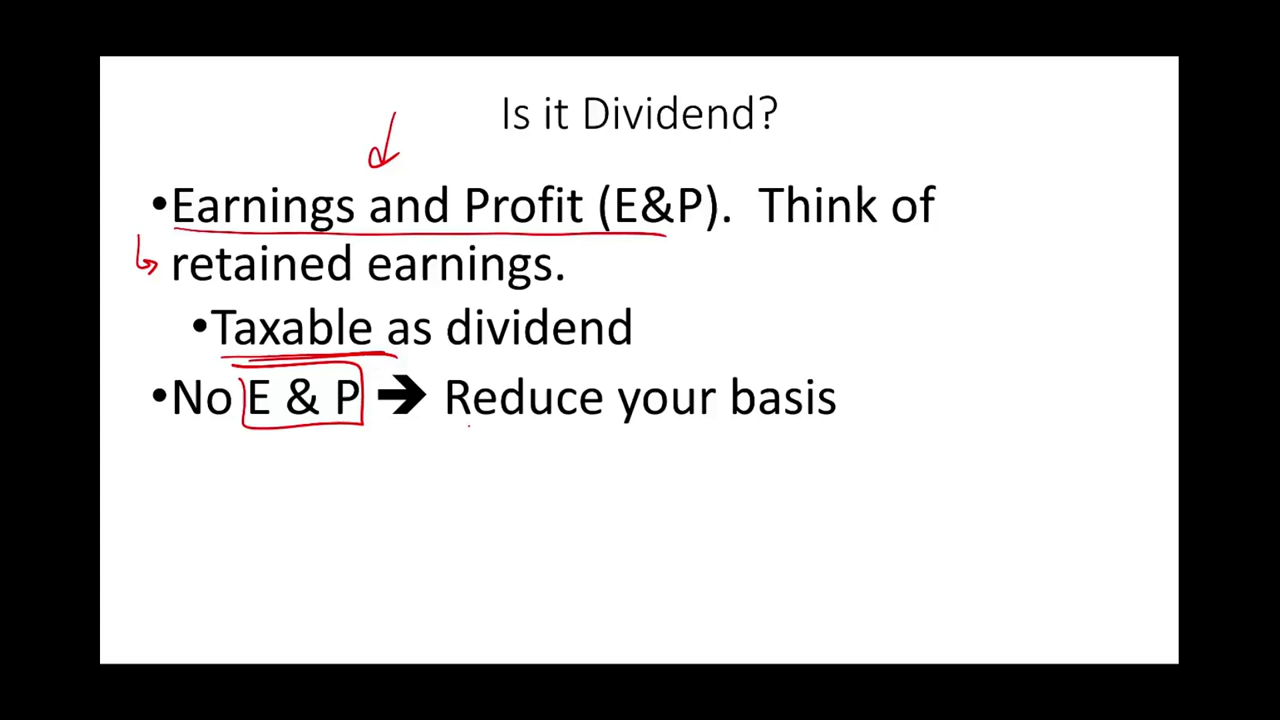 Is it Dividend?
•Earnings and Profit (E&P). Think of
retained earnings.
•Taxable as dividend
•No E & P ➔ Reduce your basis